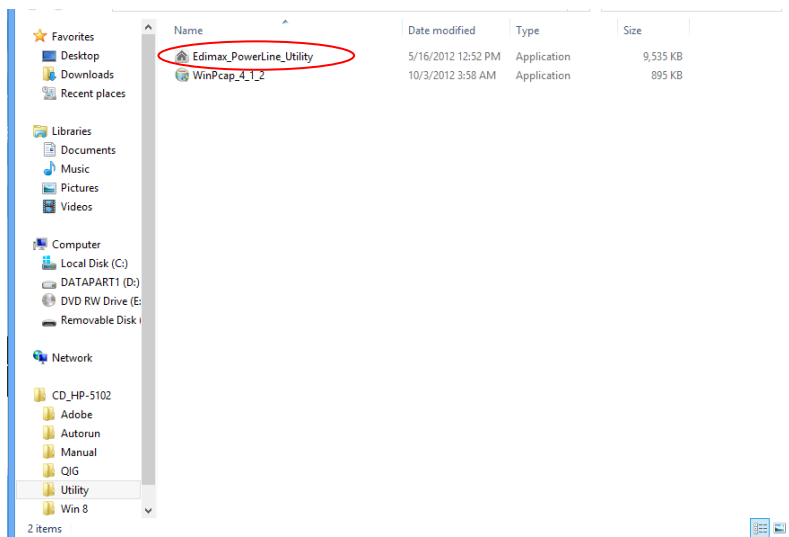 Name Date modified Type Size
Edimax_PowerLine_Utility 5/16/2012 12:52 PM Application 9,535 KB
WinPcap_4_1_2 10/3/2012 3:58 AM Application 895 KB
Favorites
Desktop
Downloads
Recent places
Libraries
Documents
Music
Pictures
Videos
Computer
Local Disk (C:)
DATAPART1 (D:)
DVD RW Drive (E:
Removable Disk (
Network
CD_HP-5102
Adobe
Autorun
Manual
QIG
Utility
Win 8
2 items